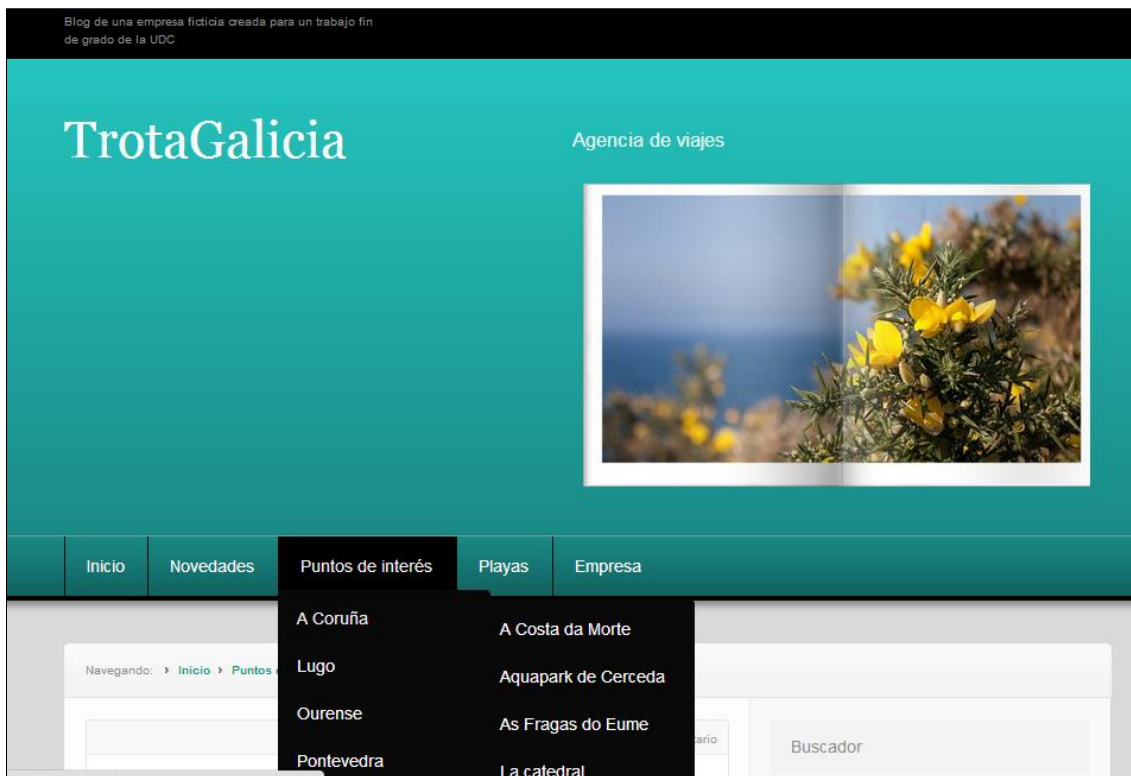 Blog de una empresa ficticia creada para un trabajo fin
de grado de la UDC
TrotaGalicia
Agencia de viajes
Inicio
Novedades
Puntos de interés
Playas
Empresa
A Coruña
Lugo
Ourense
Pontevedra
A Costa da Morte
Aquapark de Cerceda
As Fragas do Eume
La catedral
Navegando: › Inicio › Puntos
Buscador